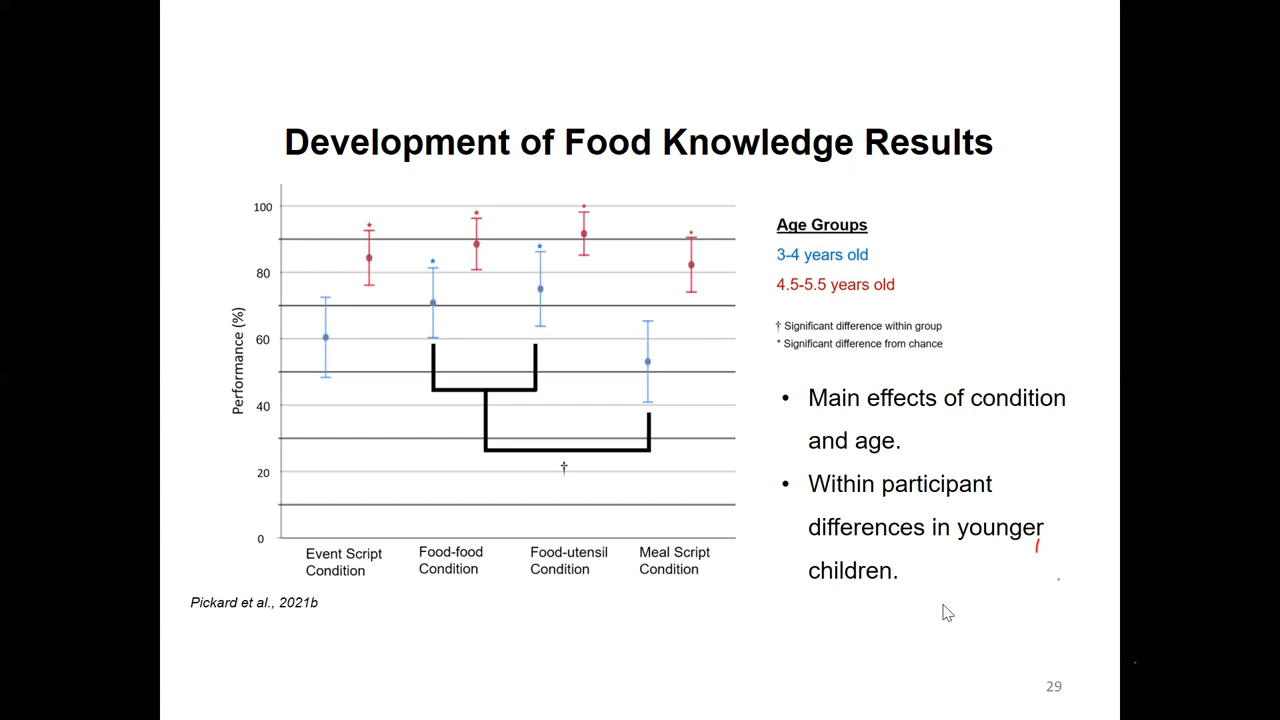 Development of Food Knowledge Results
100
80
60
40
20
0
Performance (%)
* * * *
* *
†
Event Script
Condition
Food-food
Condition
Food-utensil
Condition
Meal Script
Condition
Pickard et al., 2021b
Age Groups
3-4 years old
4.5-5.5 years old
† Significant difference within group
* Significant difference from chance
• Main effects of condition
and age.
• Within participant
differences in younger
children.
29